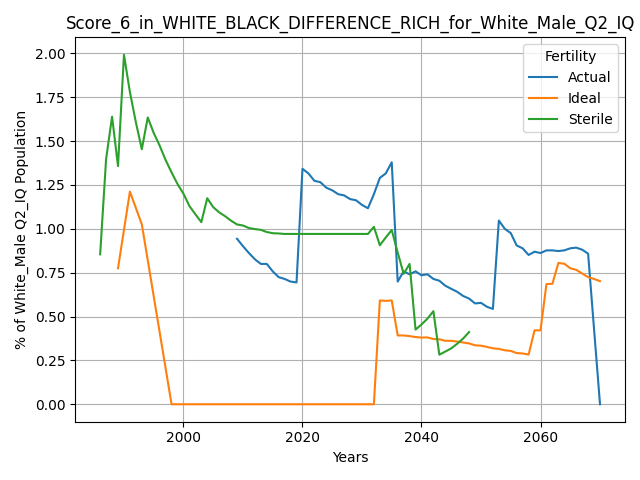 Score_6_in_WHITE_BLACK_DIFFERENCE_RICH_for_White_Male_Q2_IQ
% of White_Male Q2_IQ Population
2.00
1.75
1.50
1.25
1.00
0.75
0.50
0.25
0.00
Fertility
Actual
Ideal
Sterile
2000
2020
2040
2060
Years